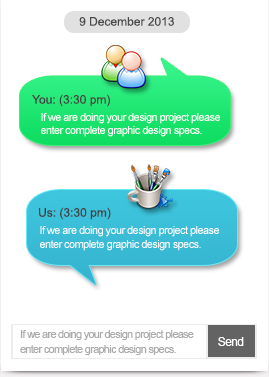 9 December 2013
You: (3:30 pm)
If we are doing your design project please
enter complete graphic design specs.
Us: (3:30 pm)
If we are doing your design project please
enter complete graphic design specs.
If we are doing your design project please
enter complete graphic design specs.
Send